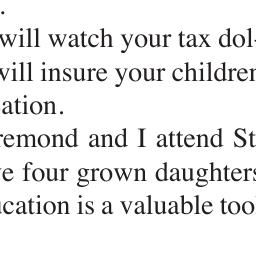 will watch your tax dol-
will insure your children
ation.
remond and I attend St
ve four grown daughters
ucation is a valuable too